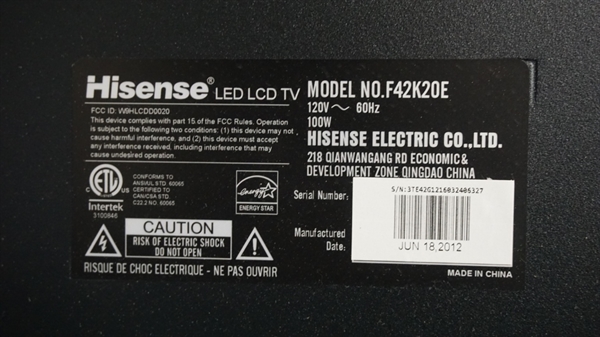 Hisense® LED LCD TV
FCC ID: W9HLCDD0020
This device complies with part 15 of the FCC Rules. Operation
is subject to the following two conditions: (1) this device may not
cause harmful interference, and (2) this device must accept
any interference received, including interference that may
cause undesired operation.
MODEL NO.F42K20E
120V ~ 60Hz
100W
HISENSE ELECTRIC CO.,LTD.
218 QIANWANGANG RD ECONOMIC &
DEVELOPMENT ZONE QINGDAO CHINA
ETL
C US
LISTED
Intertek
3100846
CONFORMS TO
ANSI/UL STD. 60065
CERTIFIED TO
CAN/CSA STD.
C22.2 NO. 60065
energy
ENERGY STAR
Serial Number:
S/N:3TE42G1216032406327
Manufactured
Date:
JUN 18,2012
CAUTION
RISK OF ELECTRIC SHOCK
DO NOT OPEN
RISQUE DE CHOC ELECTRIQUE - NE PAS OUVRIR
MADE IN CHINA